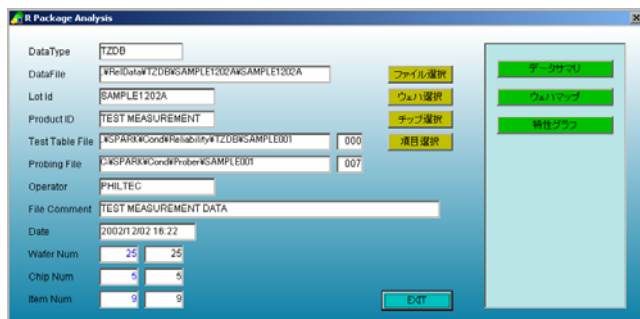 R Package Analysis
DataType TZDB
DataFile .¥RelData¥TZDB¥SAMPLE1202A¥SAMPLE1202A ファイル選択 データサマリ
Lot Id SAMPLE1202A ウェハ選択 ウェハマップ
Product ID TEST MEASUREMENT チップ選択 特性グラフ
Test Table File .¥SPARK¥Cond¥Reliability¥TZDB¥SAMPLE001 000 項目選択
Probing File C:¥SPARK¥Cond¥Prober¥SAMPLE001 007
Operator PHILTEC
File Comment TEST MEASUREMENT DATA
Date 2002/12/02 16:22
Wafer Num 25 25
Chip Num 5 5
Item Num 9 9
EXIT